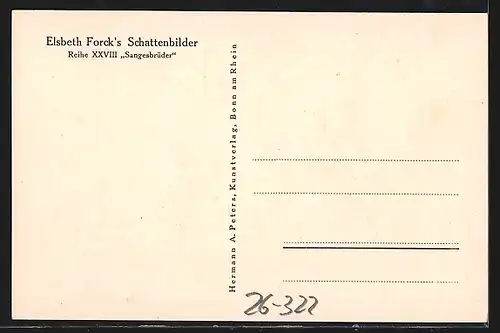 Elsbeth Forck's Schattenbilder
Reihe XXVIII „Sangesbrüder“
Hermann A. Peters, Kunstverlag, Bonn am Rhein
26-322